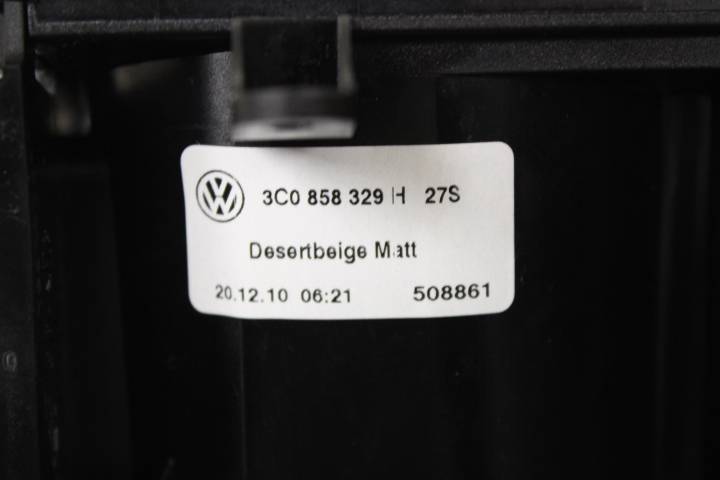 3C0 858 329 H 27S
Desertbeige Matt
20.12.10 06:21 508861